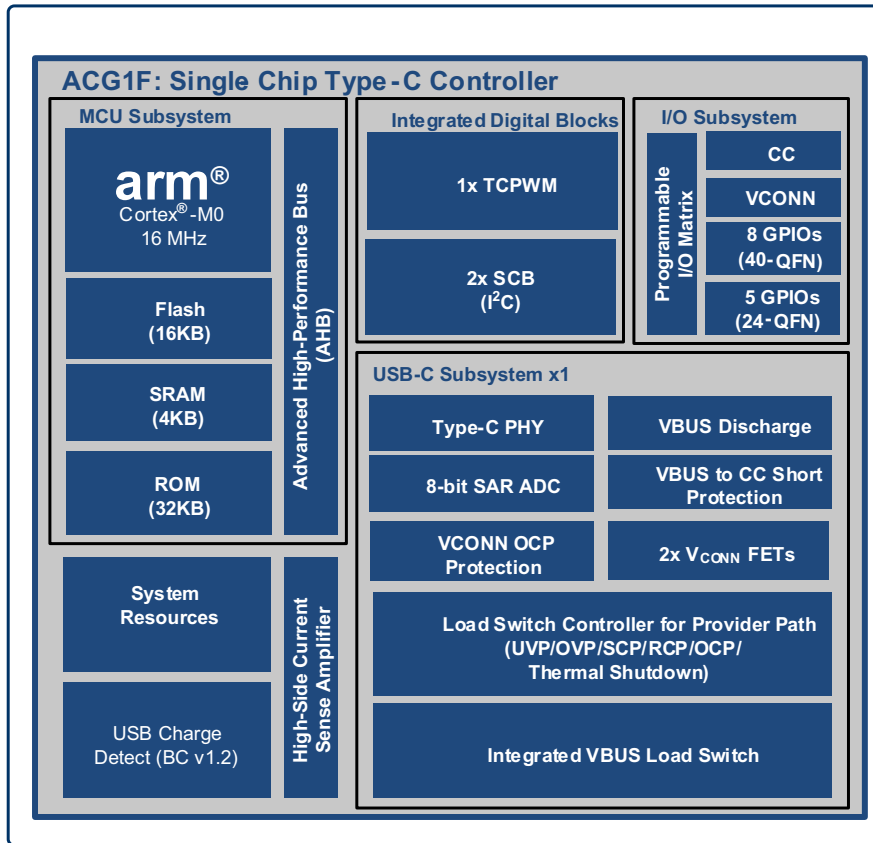 ACG1F: Single Chip Type-C Controller
MCU Subsystem
arm®
Cortex®-M0
16 MHz
Flash
(16KB)
SRAM
(4KB)
ROM
(32KB)
Advanced High-Performance Bus
(AHB)
Integrated Digital Blocks
1x TCPWM
2x SCB
(I²C)
I/O Subsystem
Programmable
I/O Matrix
CC
VCONN
8 GPIOs
(40-QFN)
5 GPIOs
(24-QFN)
System
Resources
USB Charge
Detect (BC v1.2)
High-Side Current
Sense Amplifier
USB-C Subsystem x1
Type-C PHY
VBUS Discharge
8-bit SAR ADC
VBUS to CC Short
Protection
VCONN OCP
Protection
2x VCONN FETs
Load Switch Controller for Provider Path
(UVP/OVP/SCP/RCP/OCP/
Thermal Shutdown)
Integrated VBUS Load Switch